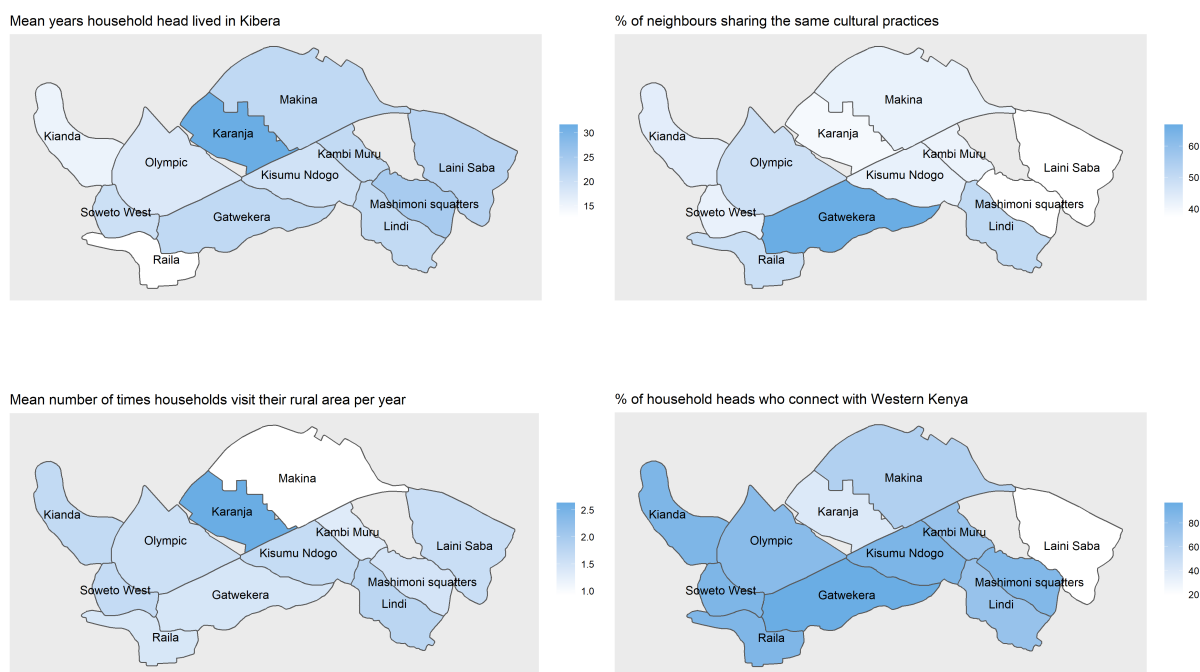 Mean years household head lived in Kibera
Makina
Kianda
Karanja
Olympic
Kambi Muru
Laini Saba
Kisumu Ndogo
Mashimoni squatters
Soweto West
Gatwekera
Lindi
Raila
30
25
20
15
% of neighbours sharing the same cultural practices
Makina
Kianda
Karanja
Olympic
Kambi Muru
Laini Saba
Kisumu Ndogo
Mashimoni squatters
Soweto West
Gatwekera
Lindi
Raila
60
50
40
Mean number of times households visit their rural area per year
Makina
Kianda
Karanja
Olympic
Kambi Muru
Laini Saba
Kisumu Ndogo
Mashimoni squatters
Soweto West
Gatwekera
Lindi
Raila
2.5
2.0
1.5
1.0
% of household heads who connect with Western Kenya
Makina
Kianda
Karanja
Olympic
Kambi Muru
Laini Saba
Kisumu Ndogo
Mashimoni squatters
Soweto West
Gatwekera
Lindi
Raila
80
60
40
20